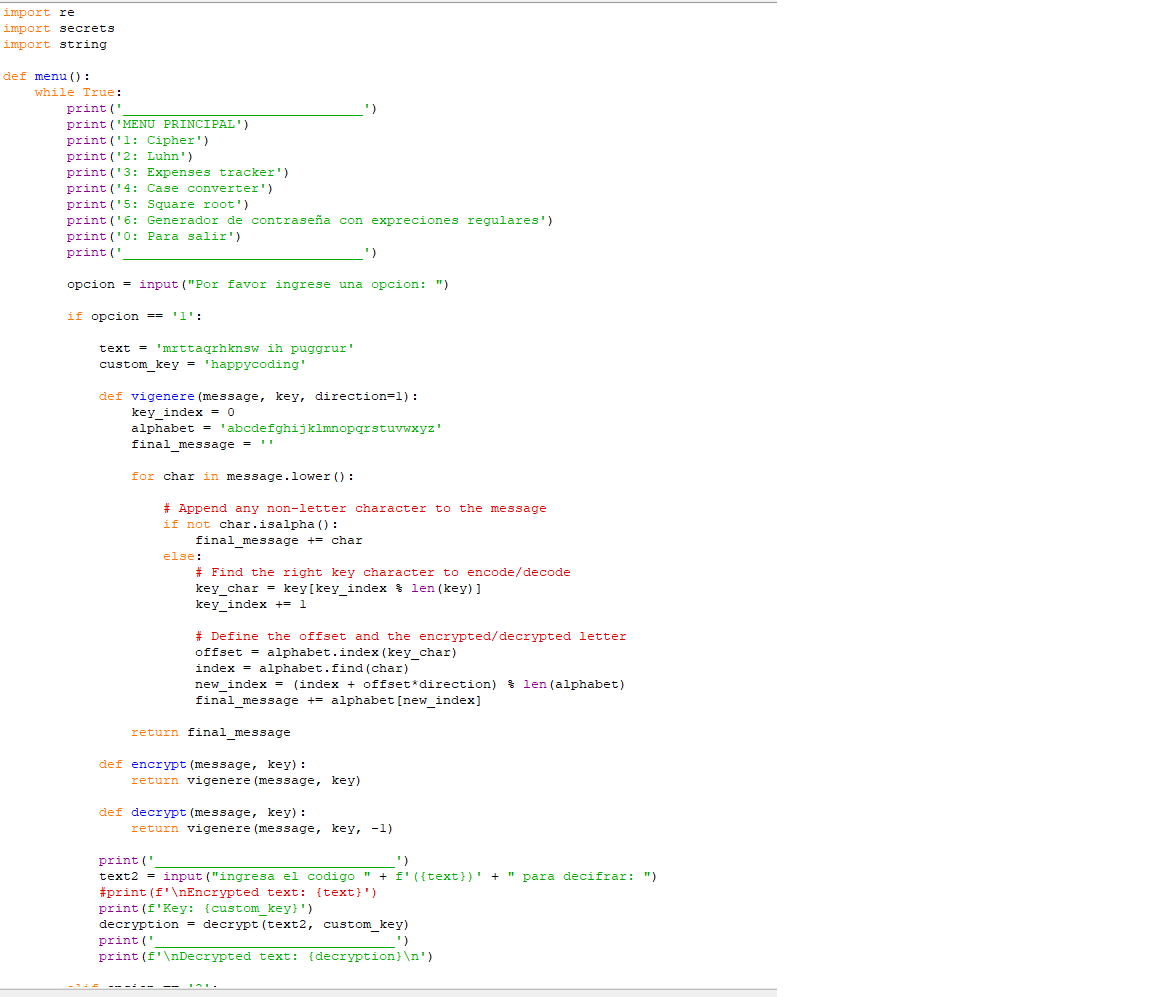 import re
import secrets
import string
def menu():
    while True:
        print('______________________________')
        print('MENU PRINCIPAL')
        print('1: Cipher')
        print('2: Luhn')
        print('3: Expenses tracker')
        print('4: Case converter')
        print('5: Square root')
        print('6: Generador de contraseña con expreciones regulares')
        print('0: Para salir')
        print('______________________________')
        opcion = input("Por favor ingrese una opcion: ")
        if opcion == '1':
            text = 'mrttaqrhknsw ih puggrur'
            custom_key = 'happycoding'
            def vigenere(message, key, direction=1):
                key_index = 0
                alphabet = 'abcdefghijklmnopqrstuvwxyz'
                final_message = ''
                for char in message.lower():
                    # Append any non-letter character to the message
                    if not char.isalpha():
                        final_message += char
                    else:
                        # Find the right key character to encode/decode
                        key_char = key[key_index % len(key)]
                        key_index += 1
                        # Define the offset and the encrypted/decrypted letter
                        offset = alphabet.index(key_char)
                        index = alphabet.find(char)
                        new_index = (index + offset*direction) % len(alphabet)
                        final_message += alphabet[new_index]
                return final_message
            def encrypt(message, key):
                return vigenere(message, key)
            def decrypt(message, key):
                return vigenere(message, key, -1)
            print('______________________________')
            text2 = input("ingresa el codigo " + f'({text})' + " para decifrar: ")
            #print(f'\nEncrypted text: {text}')
            print(f'Key: {custom_key}')
            decryption = decrypt(text2, custom_key)
            print('______________________________')
            print(f'\nDecrypted text: {decryption}\n')
        elif opcion == '2':